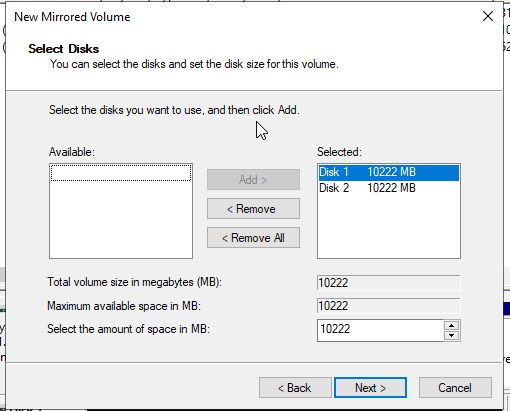 New Mirrored Volume
Select Disks
You can select the disks and set the disk size for this volume.
Select the disks you want to use, and then click Add.
Available:
Selected:
Add >
Disk 1 10222 MB
Disk 2 10222 MB
< Remove
< Remove All
Total volume size in megabytes (MB): 10222
Maximum available space in MB: 10222
Select the amount of space in MB: 10222
< Back
Next >
Cancel